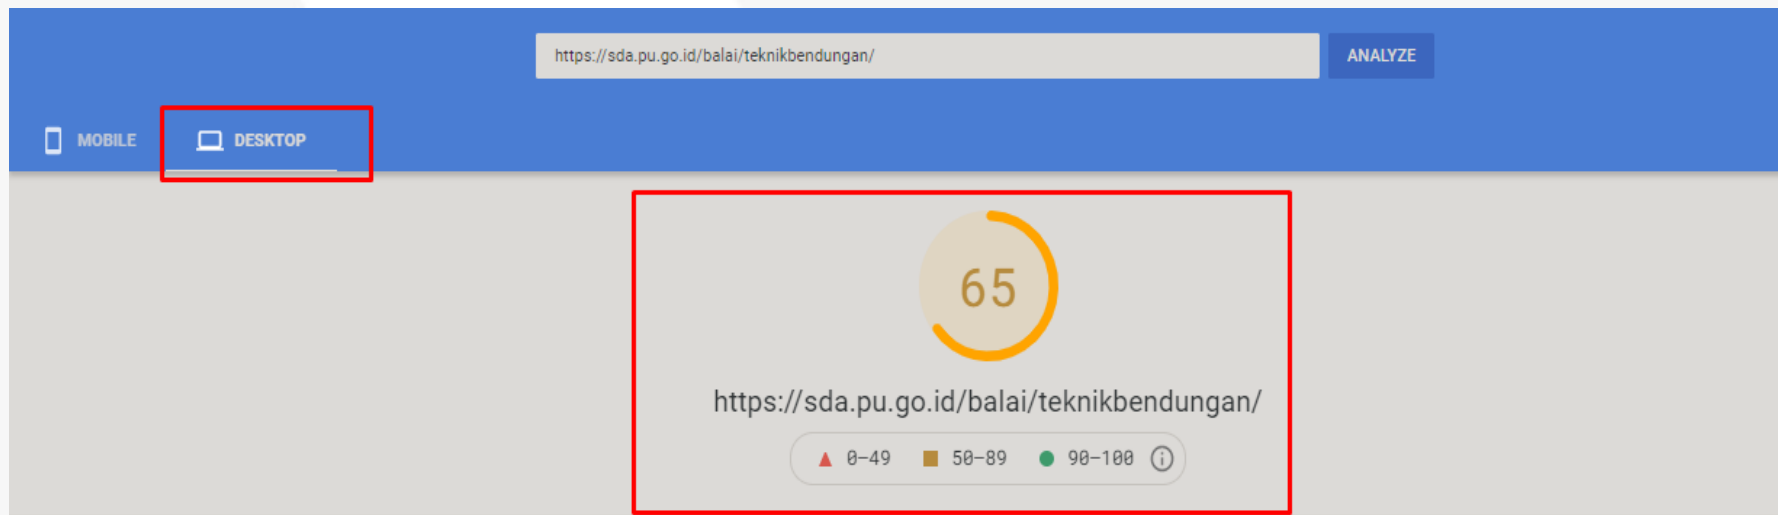 https://sda.pu.go.id/balai/teknikbendungan/
ANALYZE
MOBILE
DESKTOP
65
https://sda.pu.go.id/balai/teknikbendungan/
0–49 50–89 90–100